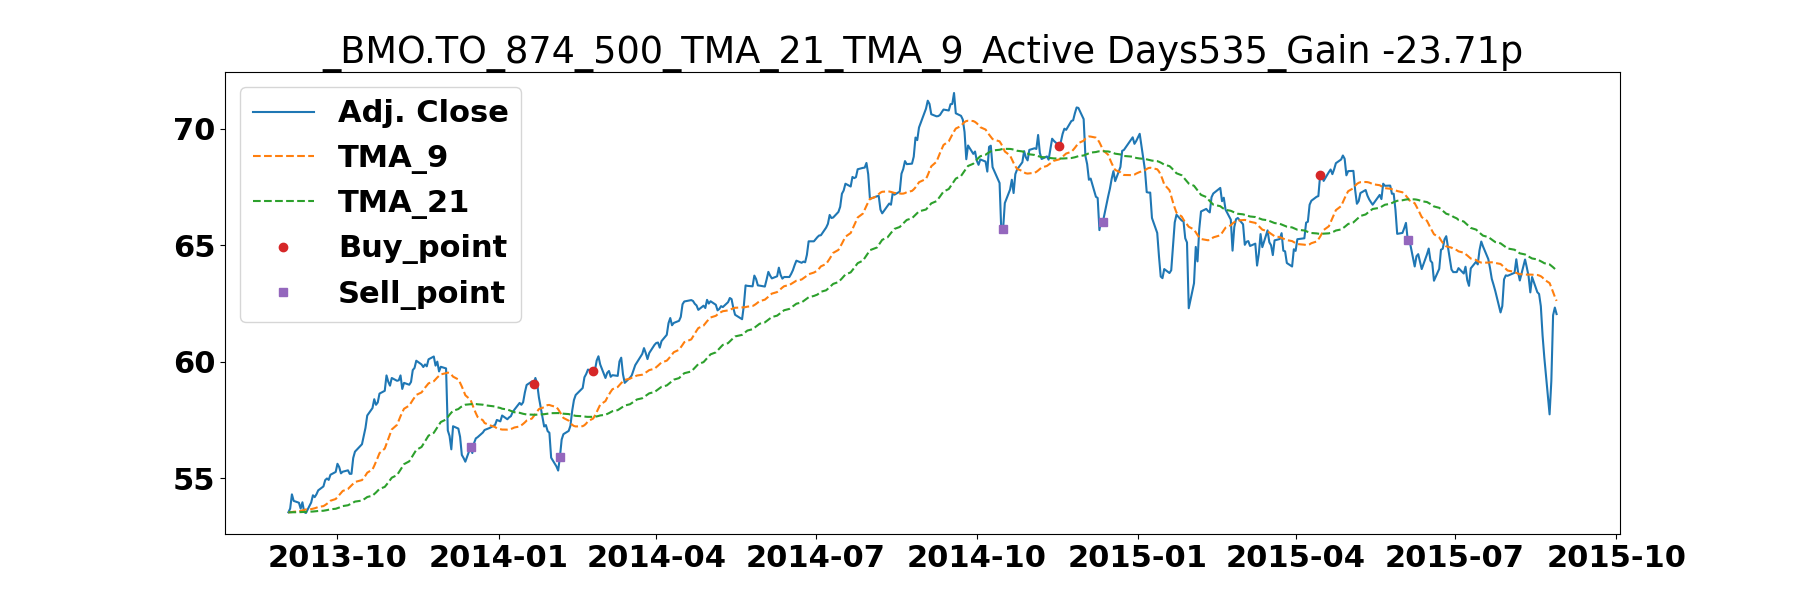 _BMO.TO_874_500_TMA_21_TMA_9_Active Days535_Gain -23.71p
Adj. Close
TMA_9
TMA_21
Buy_point
Sell_point
70
65
60
55
2013-10 2014-01 2014-04 2014-07 2014-10 2015-01 2015-04 2015-07 2015-10